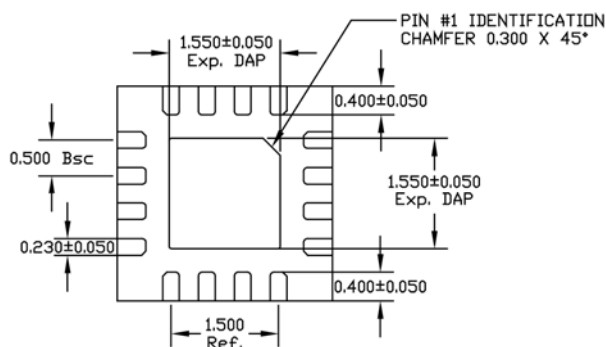 PIN #1 IDENTIFICATION
CHAMFER 0.300 X 45°
1.550±0.050
Exp. DAP
0.400±0.050
0.500 Bsc
1.550±0.050
Exp. DAP
0.230±0.050
0.400±0.050
1.500
Ref.